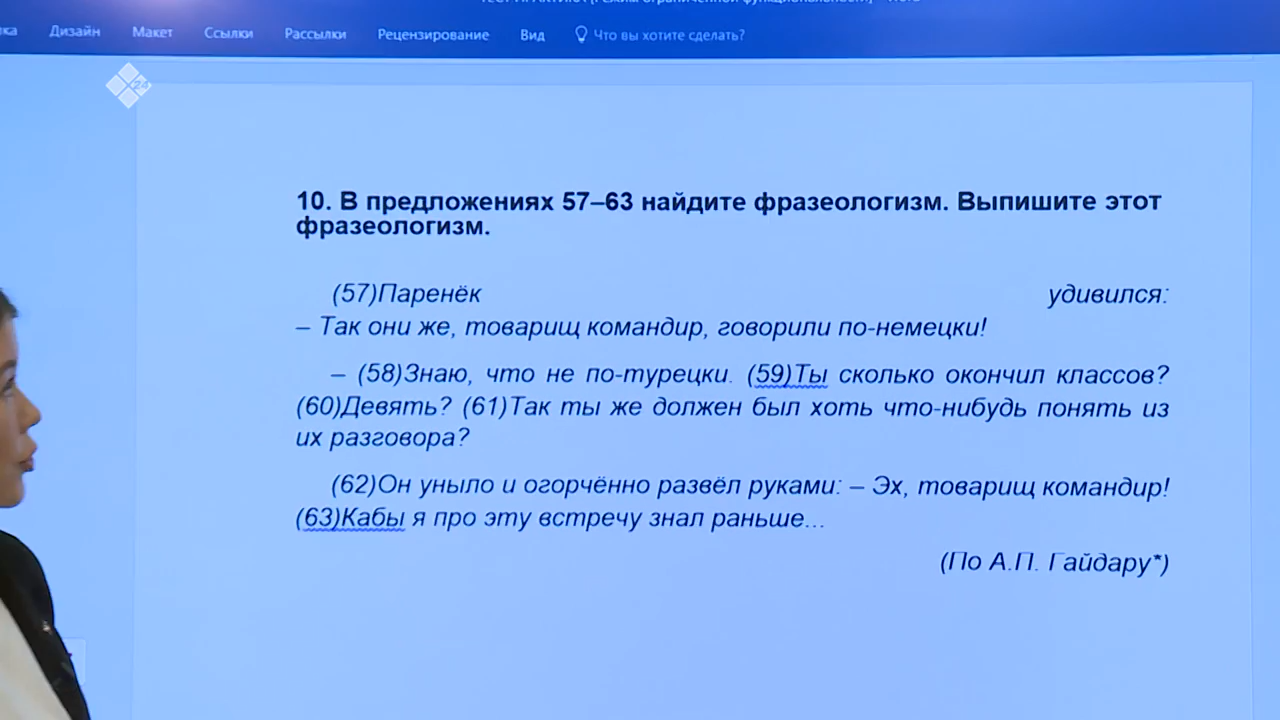 Дизайн Макет Ссылки Рассылки Рецензирование Вид Что вы хотите сделать?
24
10. В предложениях 57–63 найдите фразеологизм. Выпишите этот
фразеологизм.
(57)Паренёк удивился:
– Так они же, товарищ командир, говорили по-немецки!
– (58)Знаю, что не по-турецки. (59)Ты сколько окончил классов?
(60)Девять? (61)Так ты же должен был хоть что-нибудь понять из
их разговора?
(62)Он уныло и огорчённо развёл руками: – Эх, товарищ командир!
(63)Кабы я про эту встречу знал раньше...
(По А.П. Гайдару*)